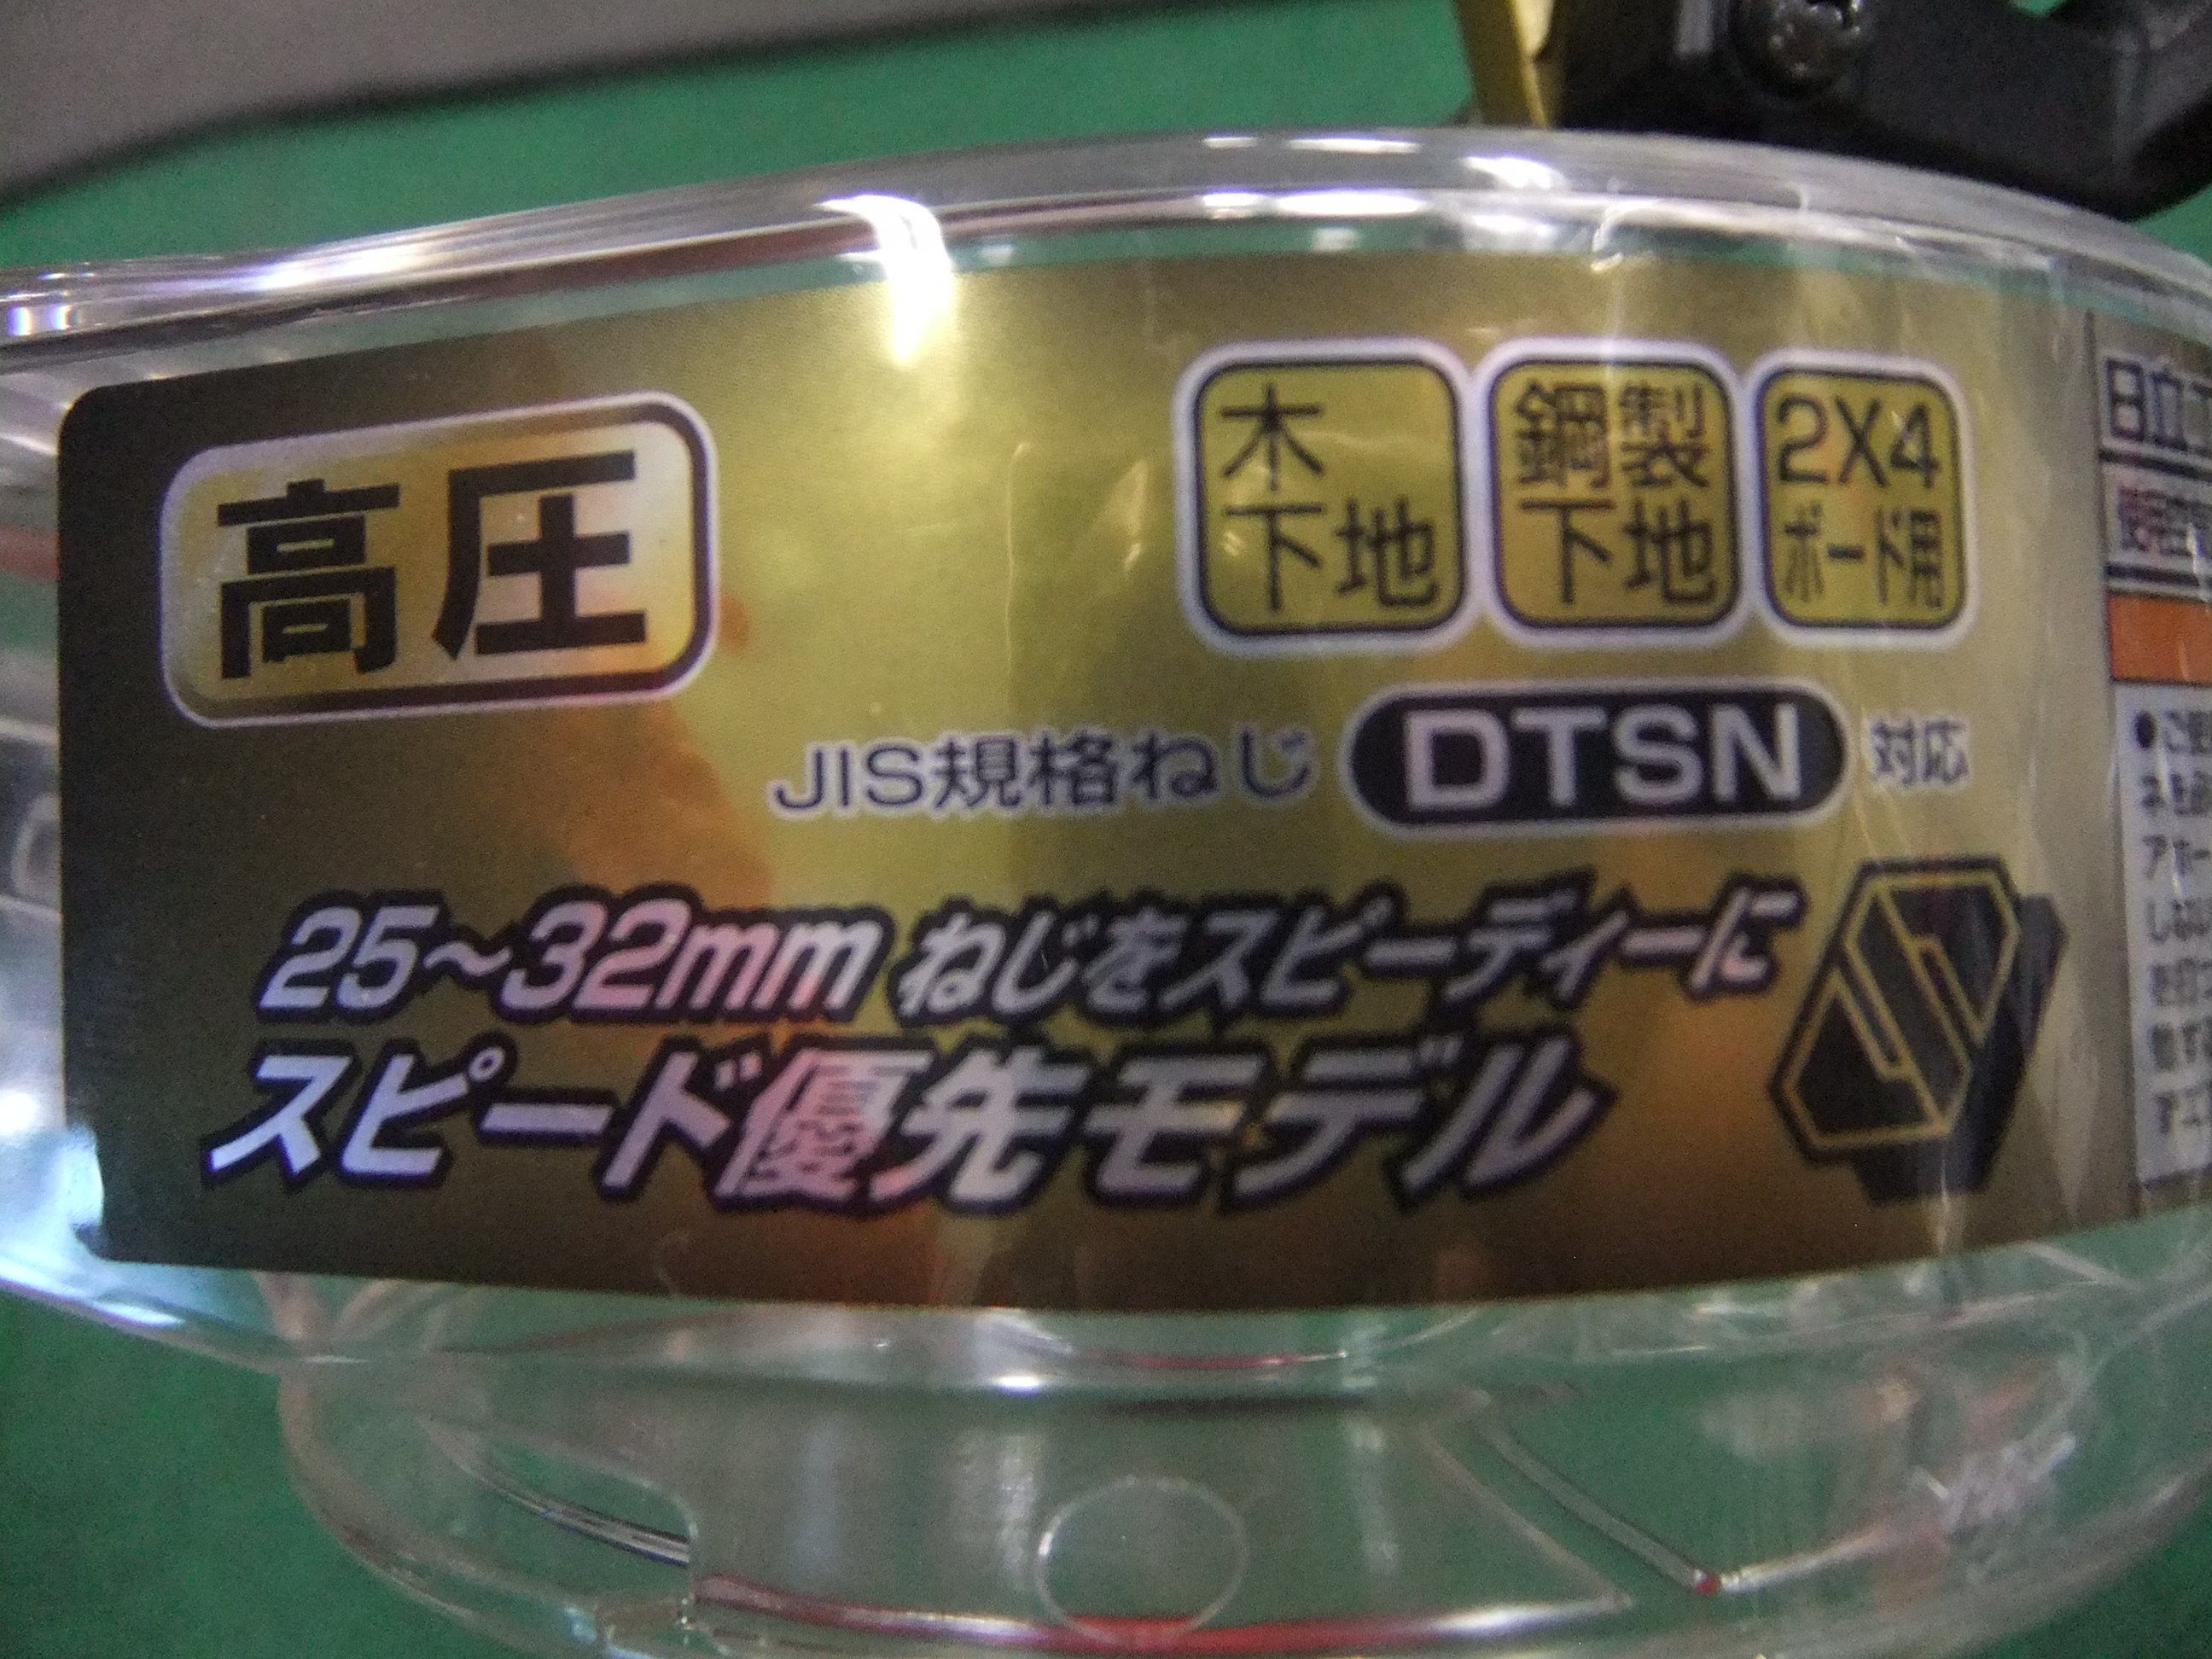 高圧
木
下地
鋼製
下地
2X4
ボード用
JIS規格ねじ DTSN 対応
25～32mm ねじをスピーディーに
スピード優先モデル
日立